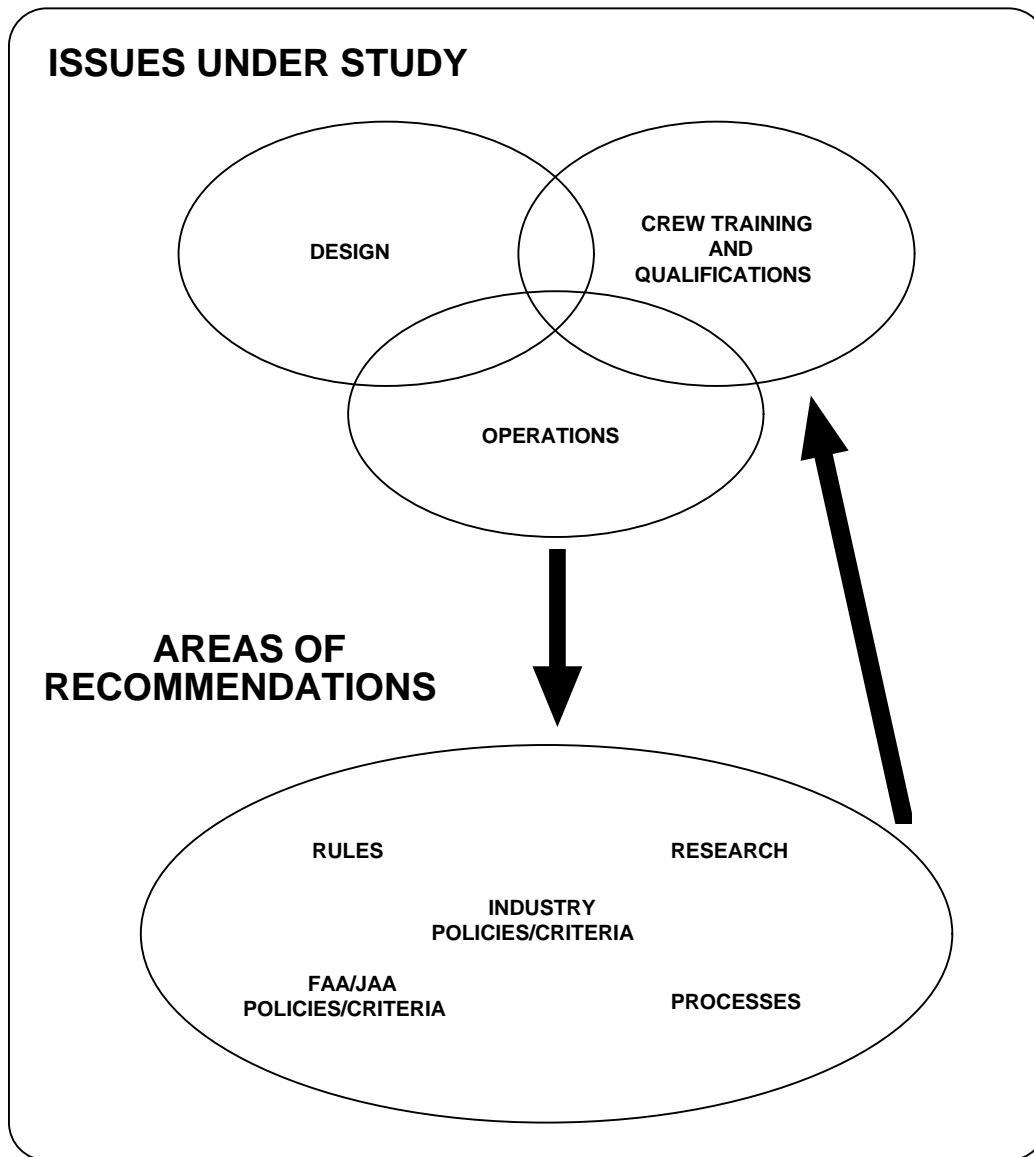 ISSUES UNDER STUDY
DESIGN
CREW TRAINING
AND
QUALIFICATIONS
OPERATIONS
AREAS OF
RECOMMENDATIONS
RULES
RESEARCH
INDUSTRY
POLICIES/CRITERIA
FAA/JAA
POLICIES/CRITERIA
PROCESSES